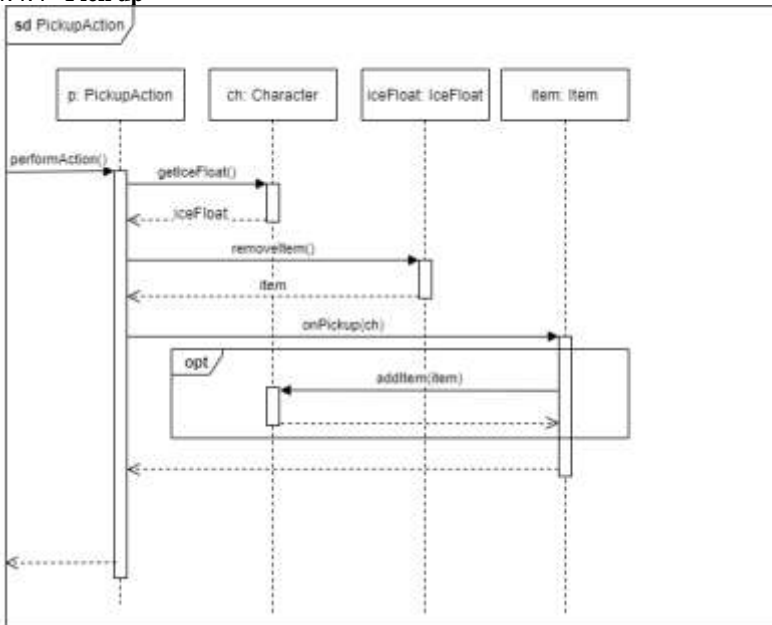 sd PickupAction
p: PickupAction
ch: Character
iceFloat: IceFloat
item: Item
performAction()
getIceFloat()
iceFloat
removeItem()
item
onPickup(ch)
opt
addItem(item)